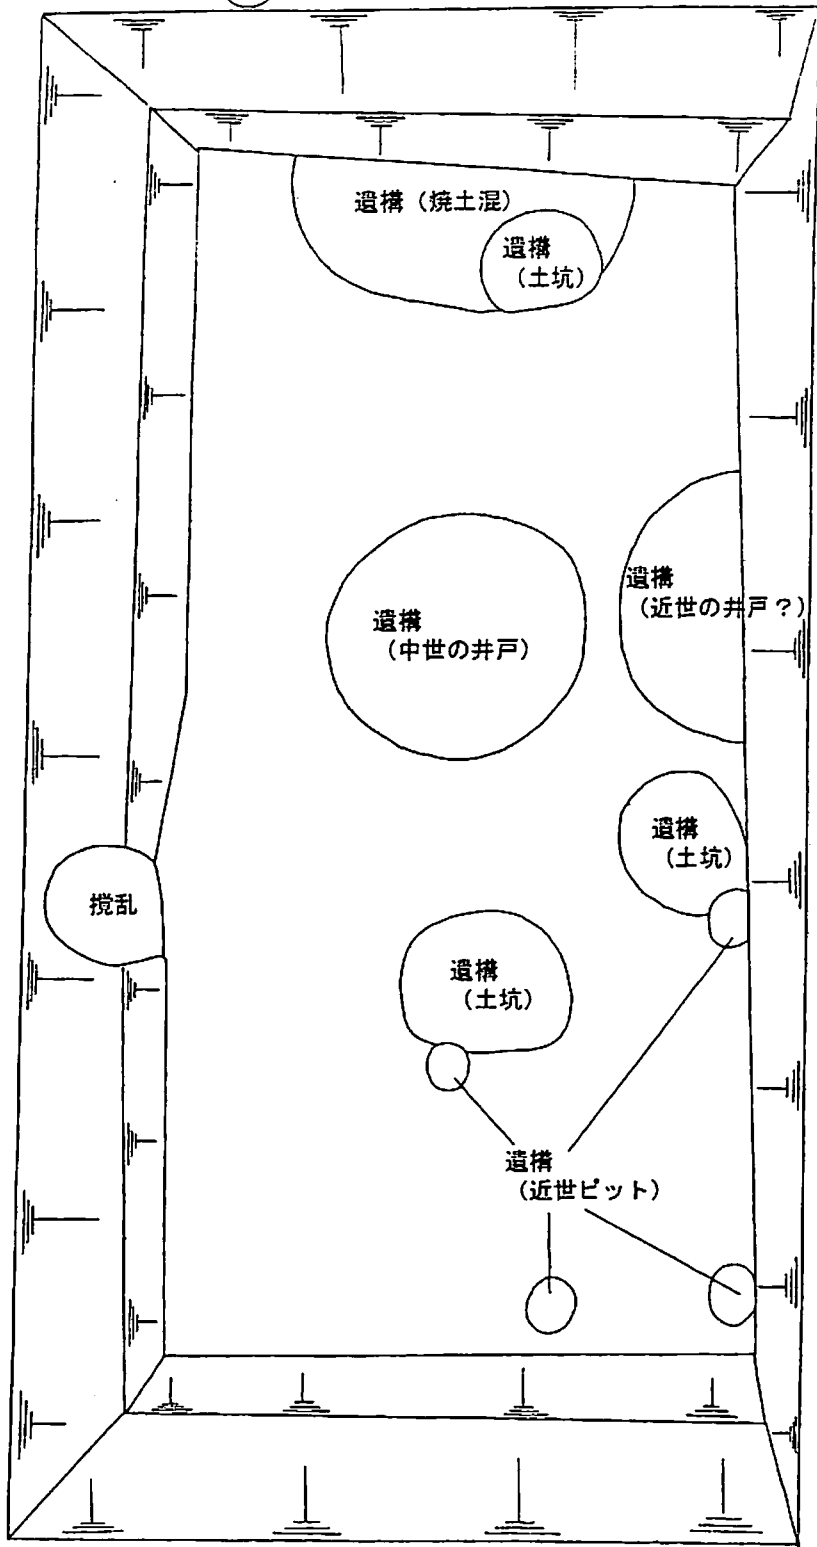 遺構（焼土混）
遺構
（土坑）
遺構
（近世の井戸？）
遺構
（中世の井戸）
遺構
（土坑）
攪乱
遺構
（土坑）
遺構
（近世ピット）